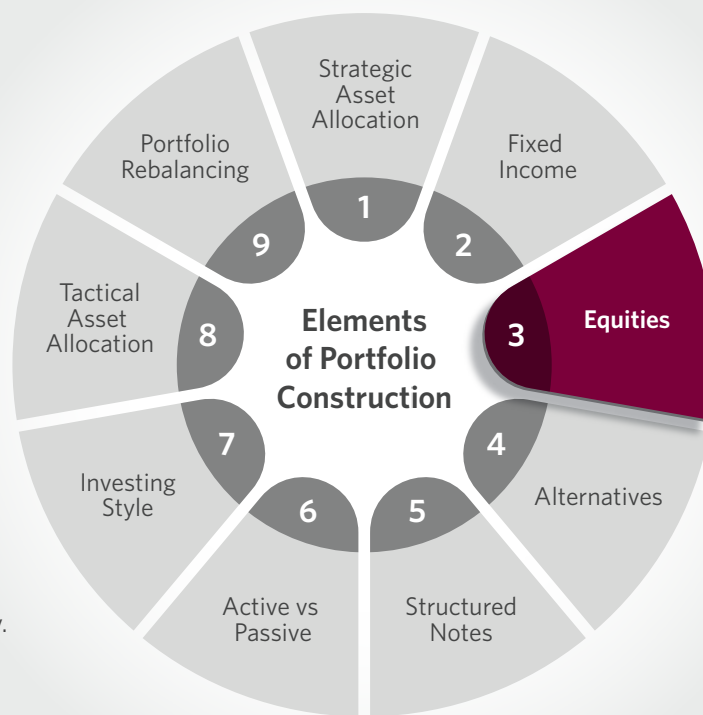 Elements
of Portfolio
Construction
1
Strategic
Asset
Allocation
2
Fixed
Income
3
Equities
4
Alternatives
5
Structured
Notes
6
Active vs
Passive
7
Investing
Style
8
Tactical
Asset
Allocation
9
Portfolio
Rebalancing